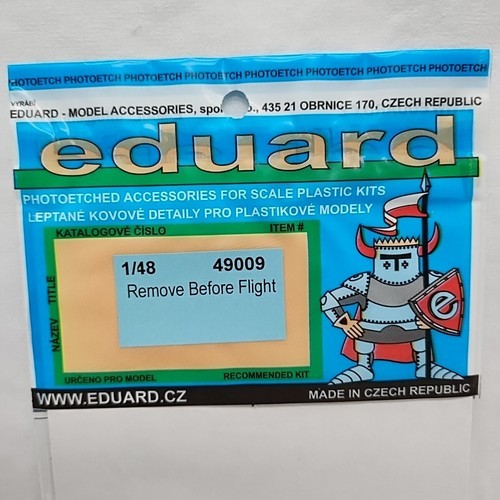 PHOTOETCH PHOTOETCH PHOTOETCH PHOTOETCH PHOTOETCH PHOTOETCH PHOTOETCH PHOTOETCH PHOTOETCH
VYRÁBÍ
EDUARD - MODEL ACCESSORIES, 435 21 OBRNICE 170, CZECH REPUBLIC
eduard
PHOTOETCHED ACCESSORIES FOR SCALE PLASTIC KITS
LEPTANÉ KOVOVÉ DETAILY PRO PLASTIKOVÉ MODELY
KATALOGOVÉ ČÍSLO ITEM #
1/48 49009
Remove Before Flight
NÁZEV TITLE
e
URČENO PRO MODEL RECOMMENDED KIT
WWW.EDUARD.CZ MADE IN CZECH REPUBLIC